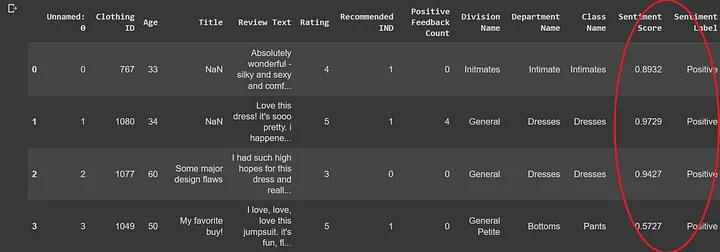 Unnamed: 0 Clothing ID Age Title Review Text Rating Recommended IND Positive Feedback Count Division Name Department Name Class Name Sentiment Score Sentiment Label
0 0 767 33 NaN Absolutely wonderful - silky and sexy and comf... 4 1 0 Initmates Intimate Intimates 0.8932 Positive
1 1 1080 34 NaN Love this dress! it's sooo pretty. i happene... 5 1 4 General Dresses Dresses 0.9729 Positive
2 2 1077 60 Some major design flaws I had such high hopes for this dress and reall... 3 0 0 General Dresses Dresses 0.9427 Positive
3 3 1049 50 My favorite buy! I love, love, love this jumpsuit. it's fun, fl... 5 1 0 General Petite Bottoms Pants 0.5727 Positive